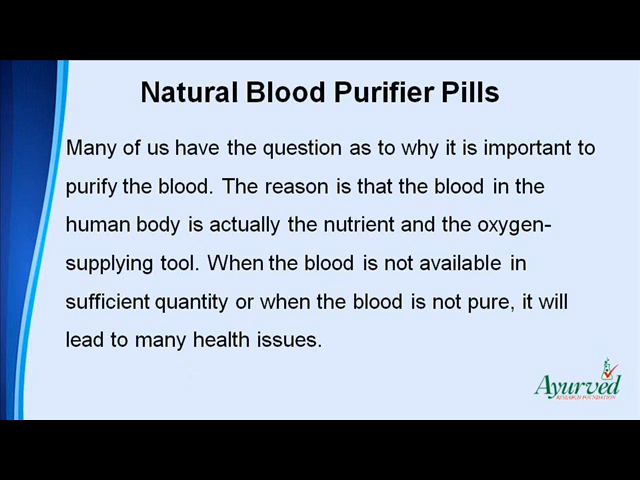 Natural Blood Purifier Pills
Many of us have the question as to why it is important to
purify the blood. The reason is that the blood in the
human body is actually the nutrient and the oxygen-
supplying tool. When the blood is not available in
sufficient quantity or when the blood is not pure, it will
lead to many health issues.
Ayurved
RESEARCH FOUNDATION